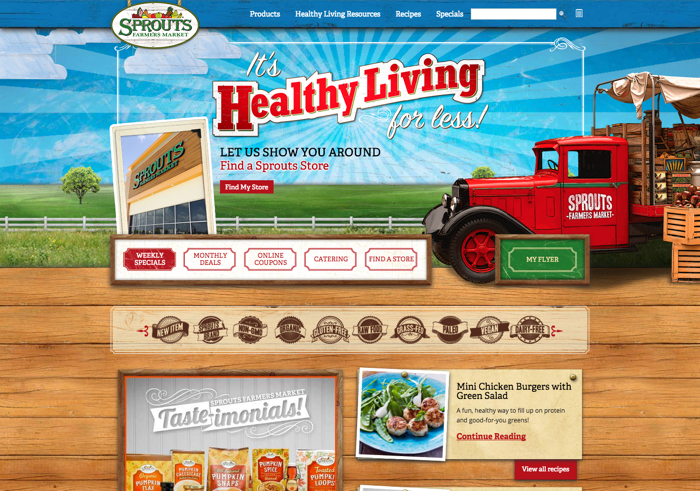 SPROUTS
FARMERS MARKET
Products
Healthy Living Resources
Recipes
Specials
It's
Healthy Living
for less!
LET US SHOW YOU AROUND
Find a Sprouts Store
Find My Store
SPROUTS
FARMERS MARKET
SPROUTS
-FARMERS MARKET-
WEEKLY
SPECIALS
MONTHLY
DEALS
ONLINE
COUPONS
CATERING
FIND A STORE
MY FLYER
NEW ITEM
SPROUTS
BRAND
NON-GMO
ORGANIC
GLUTEN-FREE
RAW FOOD
GRASS-FED
PALEO
VEGAN
DAIRY-FREE
SPROUTS FARMERS MARKET
Taste-imonials!
Organic
PUMPKIN
FLAX
PUMPKIN
CHEESECAKE
PUMPKIN
SNAPS
PUMPKIN
SPICE
Toasted
PUMPKIN
LOOPS
Mini Chicken Burgers with
Green Salad
A fun, healthy way to fill up on protein
and good-for-you greens!
Continue Reading
View all recipes